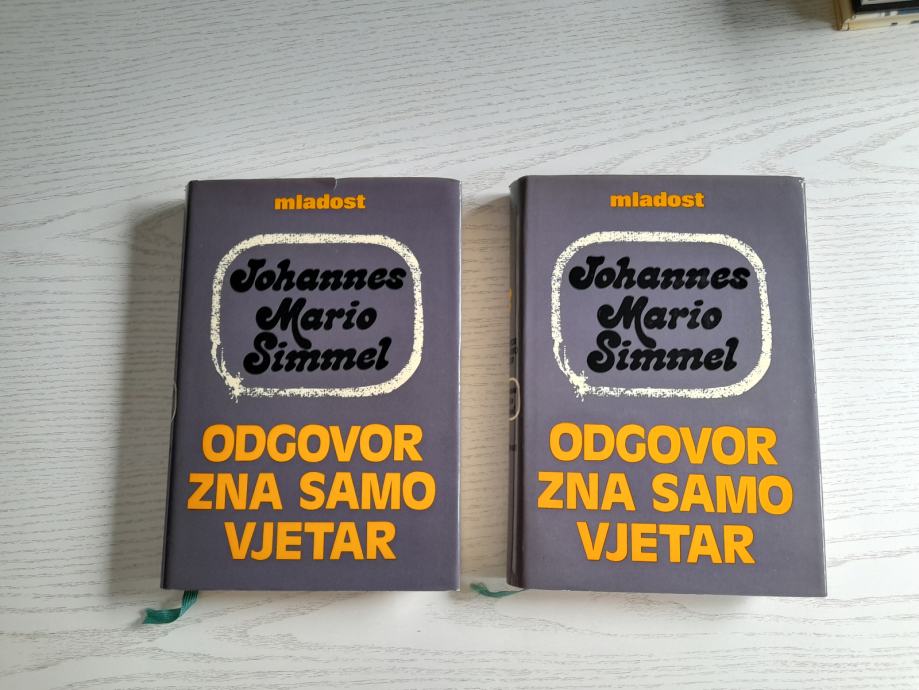 mladost
Johannes
Mario
Simmel
ODGOVOR
ZNA SAMO
VJETAR
mladost
Johannes
Mario
Simmel
ODGOVOR
ZNA SAMO
VJETAR